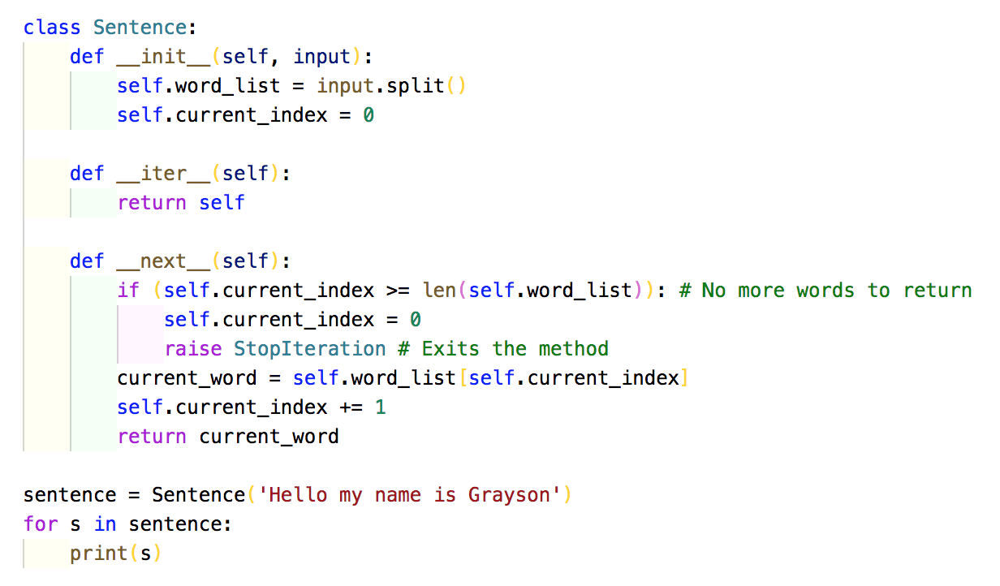 class Sentence:
    def __init__(self, input):
        self.word_list = input.split()
        self.current_index = 0

    def __iter__(self):
        return self

    def __next__(self):
        if (self.current_index >= len(self.word_list)): # No more words to return
            self.current_index = 0
            raise StopIteration # Exits the method
        current_word = self.word_list[self.current_index]
        self.current_index += 1
        return current_word

sentence = Sentence('Hello my name is Grayson')
for s in sentence:
    print(s)